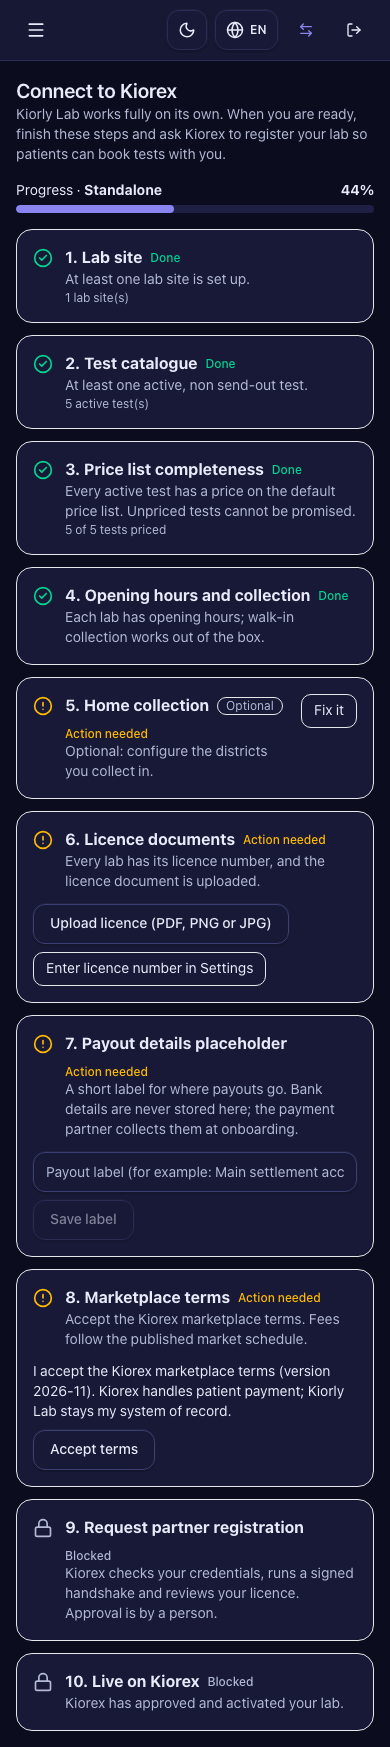 EN
Connect to Kiorex
Kiorly Lab works fully on its own. When you are ready,
finish these steps and ask Kiorex to register your lab so
patients can book tests with you.
Progress · Standalone 44%
1. Lab site Done
At least one lab site is set up.
1 lab site(s)
2. Test catalogue Done
At least one active, non send-out test.
5 active test(s)
3. Price list completeness Done
Every active test has a price on the default
price list. Unpriced tests cannot be promised.
5 of 5 tests priced
4. Opening hours and collection Done
Each lab has opening hours; walk-in
collection works out of the box.
5. Home collection Optional Fix it
Action needed
Optional: configure the districts
you collect in.
6. Licence documents Action needed
Every lab has its licence number, and the
licence document is uploaded.
Upload licence (PDF, PNG or JPG)
Enter licence number in Settings
7. Payout details placeholder
Action needed
A short label for where payouts go. Bank
details are never stored here; the payment
partner collects them at onboarding.
Payout label (for example: Main settlement acc
Save label
8. Marketplace terms Action needed
Accept the Kiorex marketplace terms. Fees
follow the published market schedule.
I accept the Kiorex marketplace terms (version
2026-11). Kiorex handles patient payment; Kiorly
Lab stays my system of record.
Accept terms
9. Request partner registration
Blocked
Kiorex checks your credentials, runs a signed
handshake and reviews your licence.
Approval is by a person.
10. Live on Kiorex Blocked
Kiorex has approved and activated your lab.